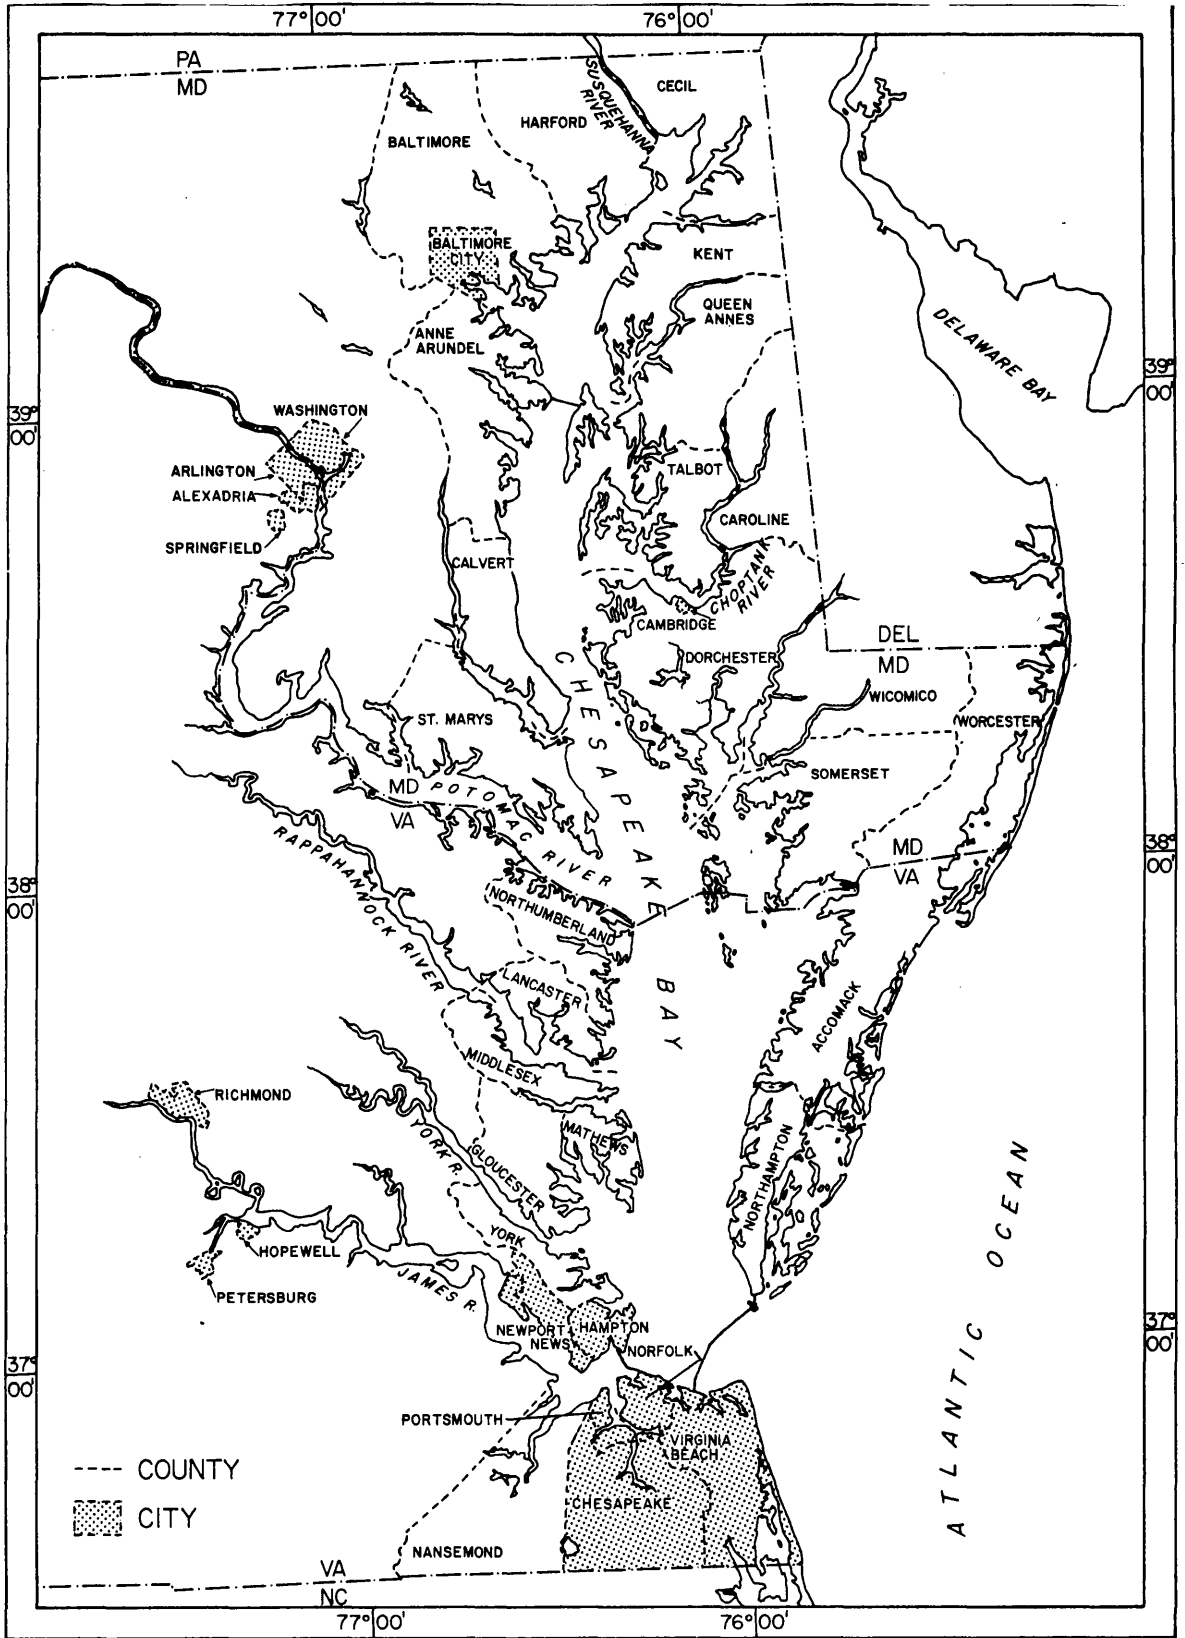 77°00'
76°00'
PA
MD
SUSQUEHANNA
RIVER
CECIL
HARFORD
BALTIMORE
BALTIMORE
CITY
KENT
QUEEN
ANNES
ANNE
ARUNDEL
DELAWARE BAY
39°
00'
39°
00'
WASHINGTON
ARLINGTON
ALEXADRIA
SPRINGFIELD
TALBOT
CAROLINE
CALVERT
CHOPTANK
RIVER
CAMBRIDGE
DORCHESTER
DEL
MD
WICOMICO
WORCESTER
ST. MARYS
SOMERSET
CHESAPEAKE BAY
MD
VA
POTOMAC RIVER
RAPPAHANNOCK RIVER
MD
VA
38°
00'
38°
00'
NORTHUMBERLAND
LANCASTER
ACCOMACK
MIDDLESEX
RICHMOND
MATHEWS
YORK R.
GLOUCESTER
NORTHAMPTON
YORK
HOPEWELL
PETERSBURG
JAMES R.
NEWPORT
NEWS
HAMPTON
NORFOLK
37°
00'
37°
00'
PORTSMOUTH
VIRGINIA
BEACH
CHESAPEAKE
ATLANTIC OCEAN
COUNTY
CITY
NANSEMOND
VA
NC
77°00'
76°00'